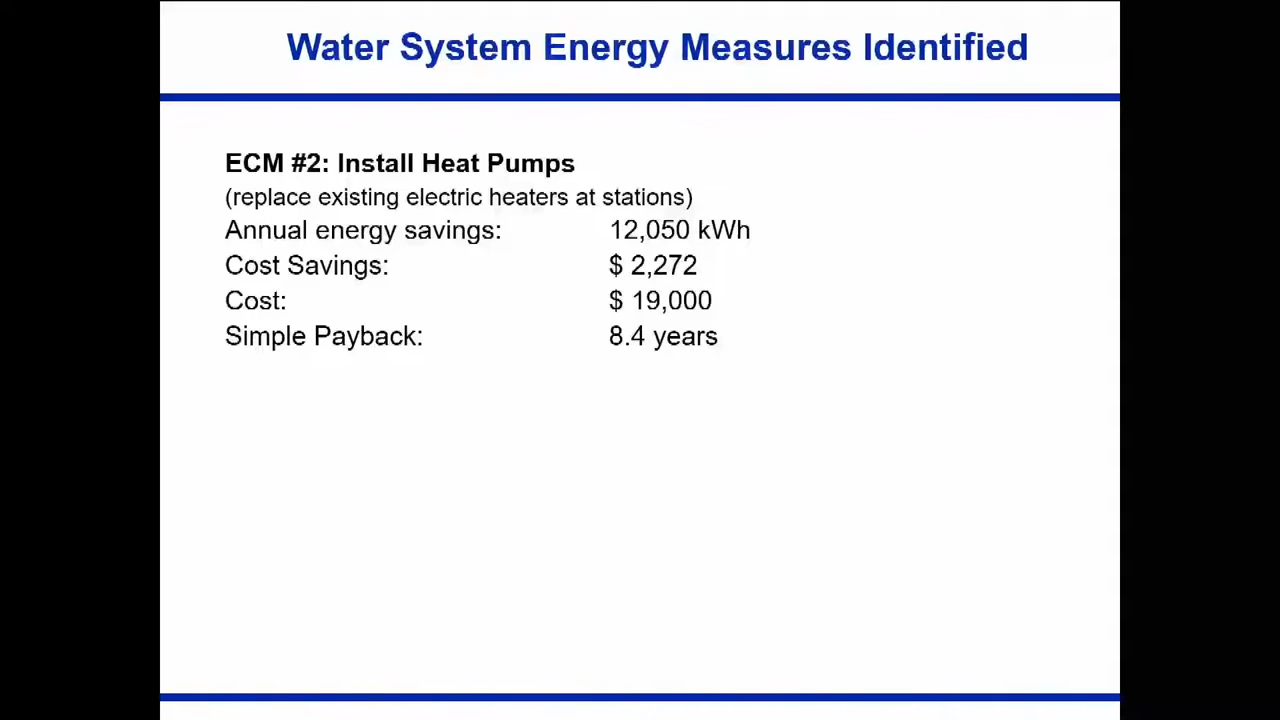 Water System Energy Measures Identified
ECM #2: Install Heat Pumps
(replace existing electric heaters at stations)
Annual energy savings: 12,050 kWh
Cost Savings: $ 2,272
Cost: $ 19,000
Simple Payback: 8.4 years